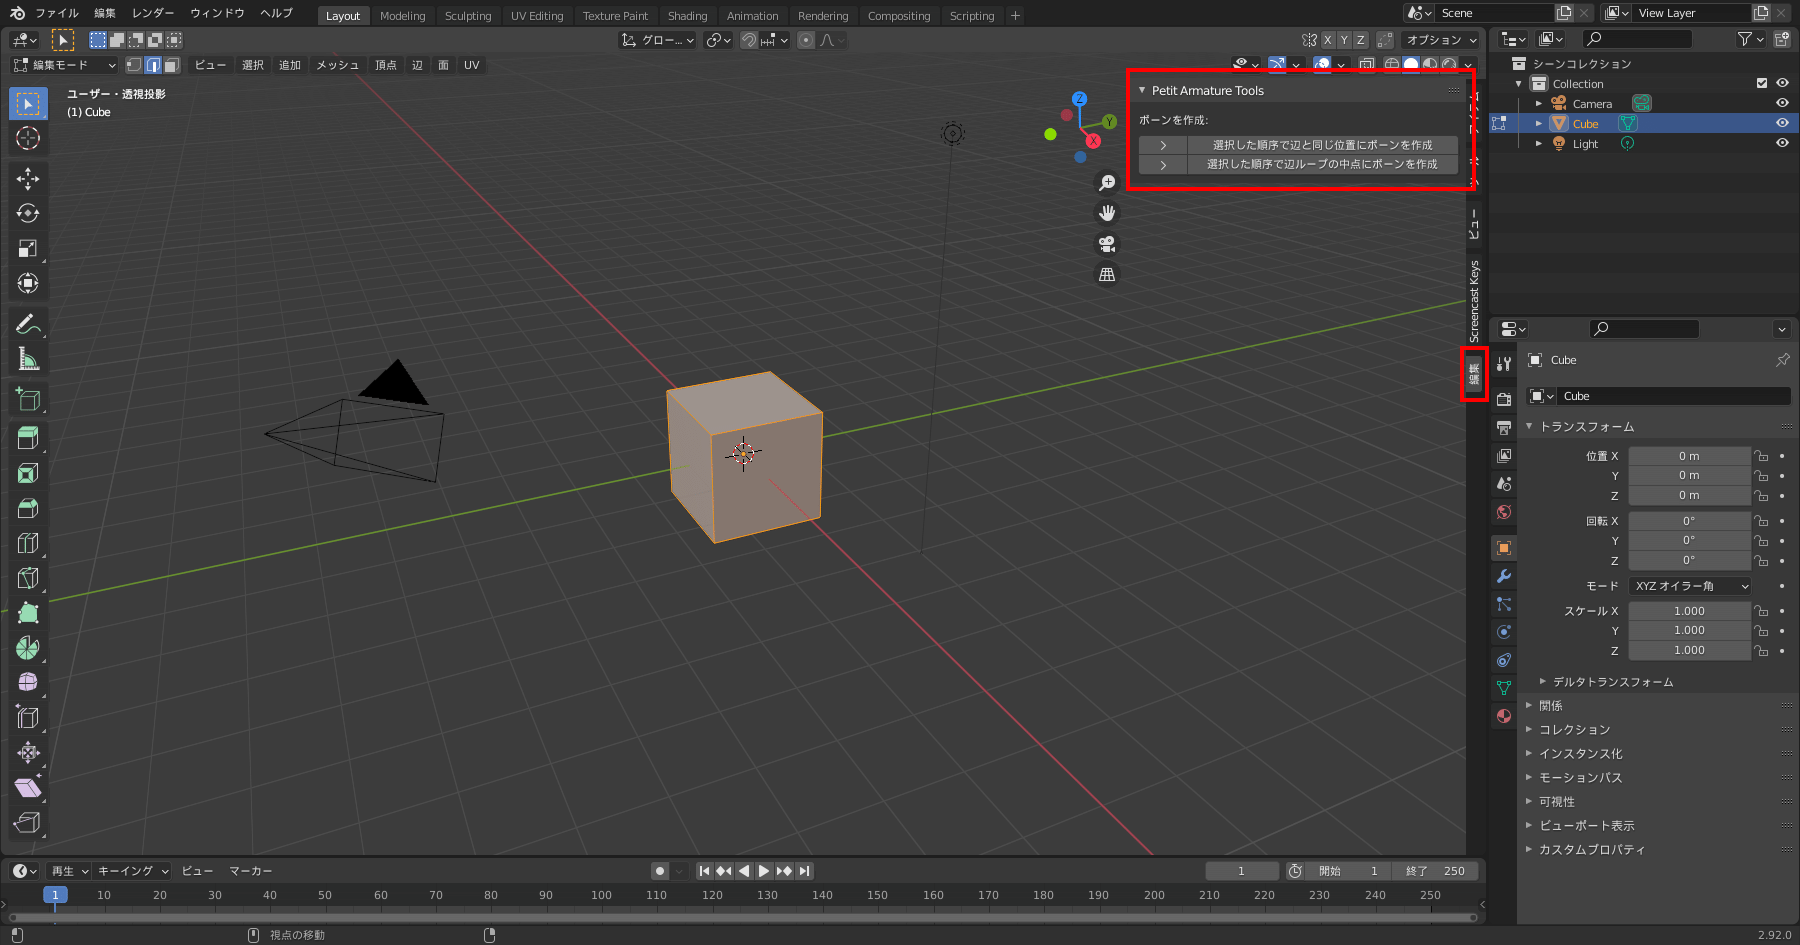 ファイル 編集 レンダー ウィンドウ ヘルプ Layout Modeling Sculpting UV Editing Texture Paint Shading Animation Rendering Compositing Scripting + Scene View Layer
グロー... X Y Z オプション
編集モード ビュー 選択 追加 メッシュ 頂点 辺 面 UV
シーンコレクション
Collection
Camera
Cube
Light
ユーザー・透視投影
(1) Cube
Z
Y
X
Petit Armature Tools
ボーンを作成:
選択した順序で辺と同じ位置にボーンを作成
選択した順序で辺ループの中点にボーンを作成
ビュー
Screencast Keys
編集
Cube
Cube
トランスフォーム
位置 X 0 m
Y 0 m
Z 0 m
回転 X 0°
Y 0°
Z 0°
モード XYZ オイラー角
スケール X 1.000
Y 1.000
Z 1.000
デルタトランスフォーム
関係
コレクション
インスタンス化
モーションパス
可視性
ビューポート表示
カスタムプロパティ
再生 キーイング ビュー マーカー 1 開始 1 終了 250
1 10 20 30 40 50 60 70 80 90 100 110 120 130 140 150 160 170 180 190 200 210 220 230 240 250
視点の移動 2.92.0